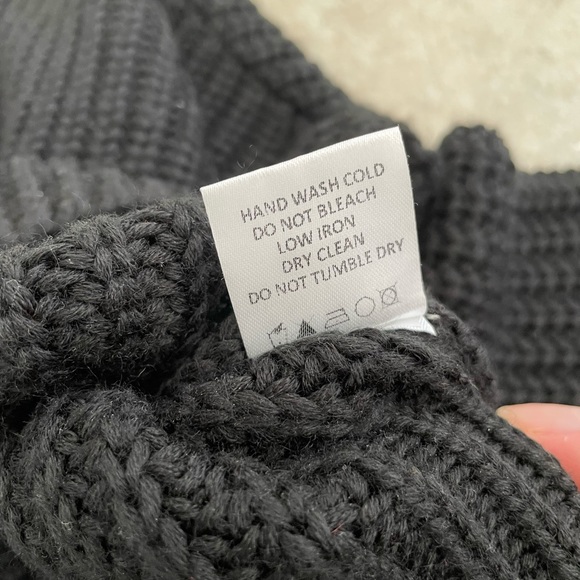 HAND WASH COLD
DO NOT BLEACH
LOW IRON
DRY CLEAN
DO NOT TUMBLE DRY